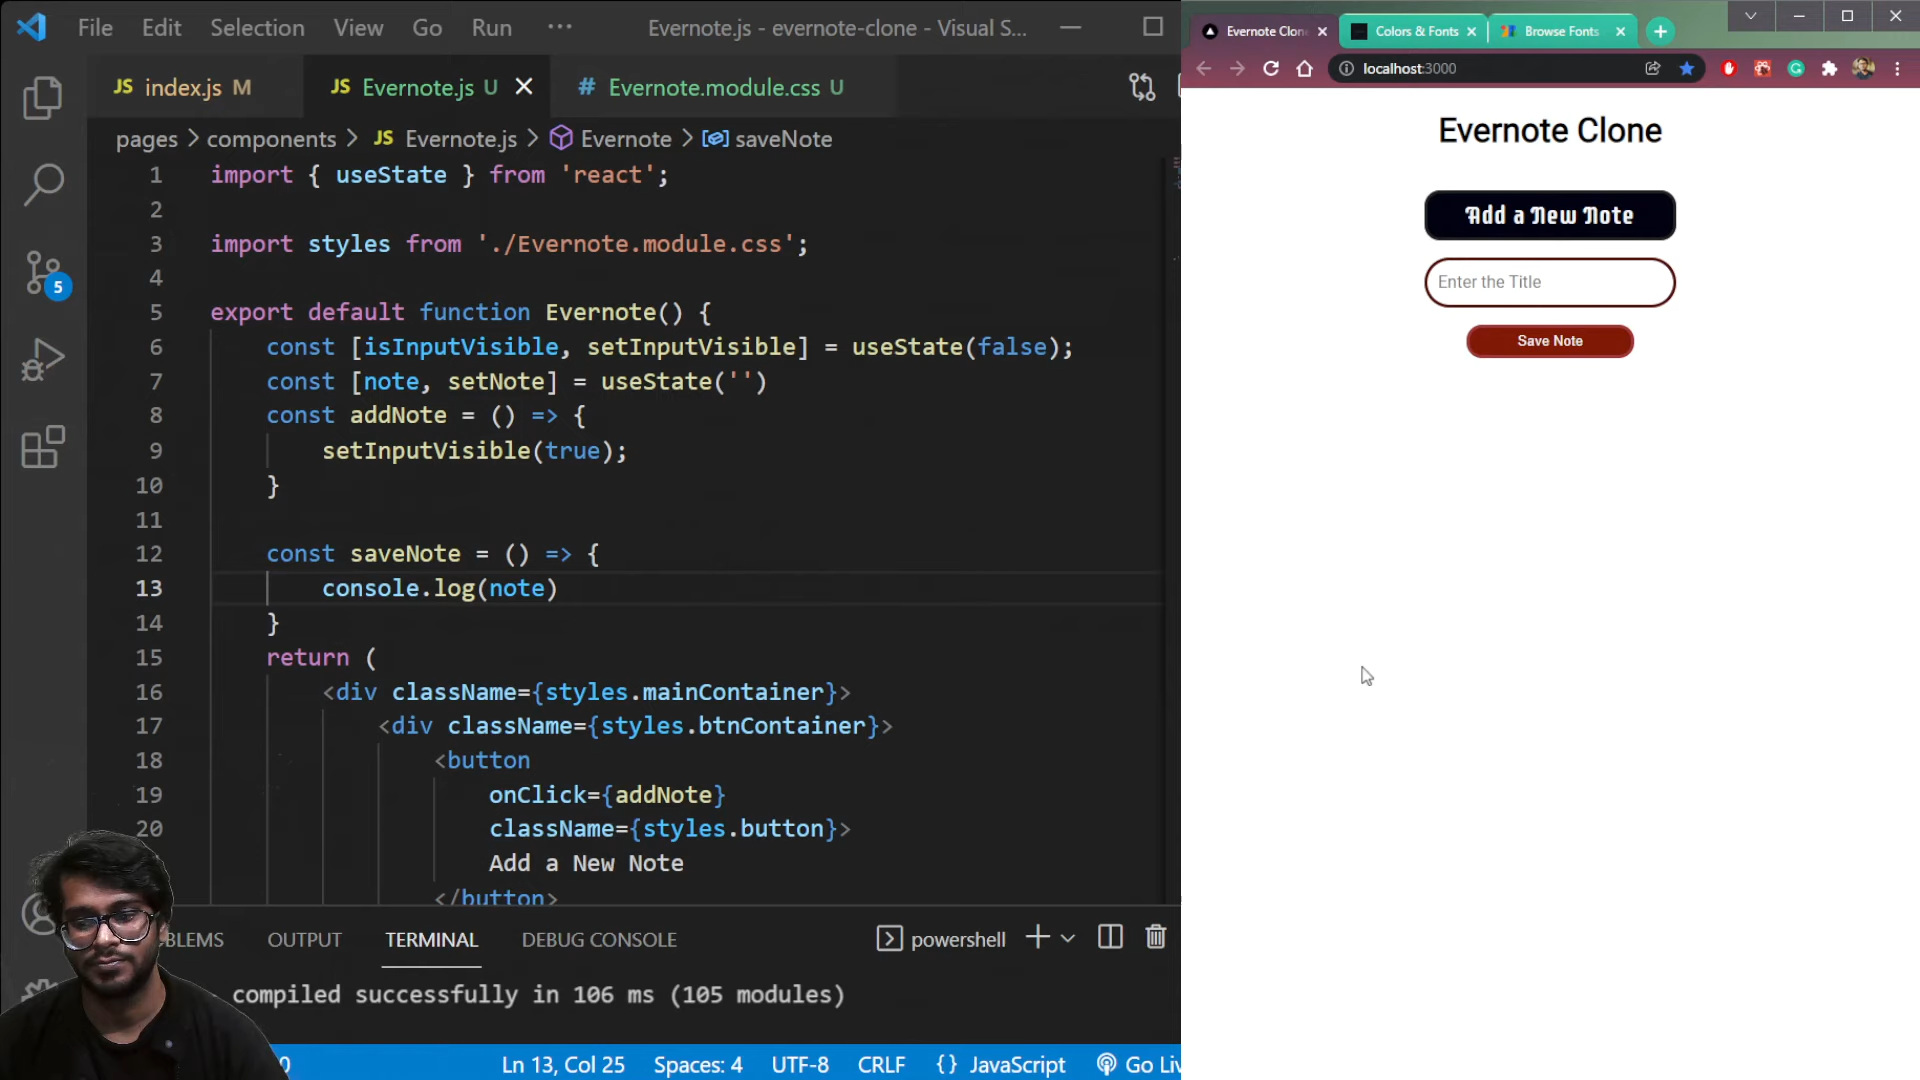 File Edit Selection View Go Run ··· Evernote.js - evernote-clone - Visual S...
JS index.js M JS Evernote.js U # Evernote.module.css U
pages > components > JS Evernote.js > Evernote > saveNote
1 import { useState } from 'react';
2
3 import styles from './Evernote.module.css';
4
5 export default function Evernote() {
6 const [isInputVisible, setInputVisible] = useState(false);
7 const [note, setNote] = useState('')
8 const addNote = () => {
9 setInputVisible(true);
10 }
11
12 const saveNote = () => {
13 console.log(note)
14 }
15 return (
16 <div className={styles.mainContainer}>
17 <div className={styles.btnContainer}>
18 <button
19 onClick={addNote}
20 className={styles.button}>
Add a New Note
</button>
5
BLEMS OUTPUT TERMINAL DEBUG CONSOLE powershell
compiled successfully in 106 ms (105 modules)
0 Ln 13, Col 25 Spaces: 4 UTF-8 CRLF {} JavaScript Go Liv
Evernote Clon Colors & Fonts Browse Fonts
localhost:3000
Evernote Clone
Add a New Note
Enter the Title
Save Note